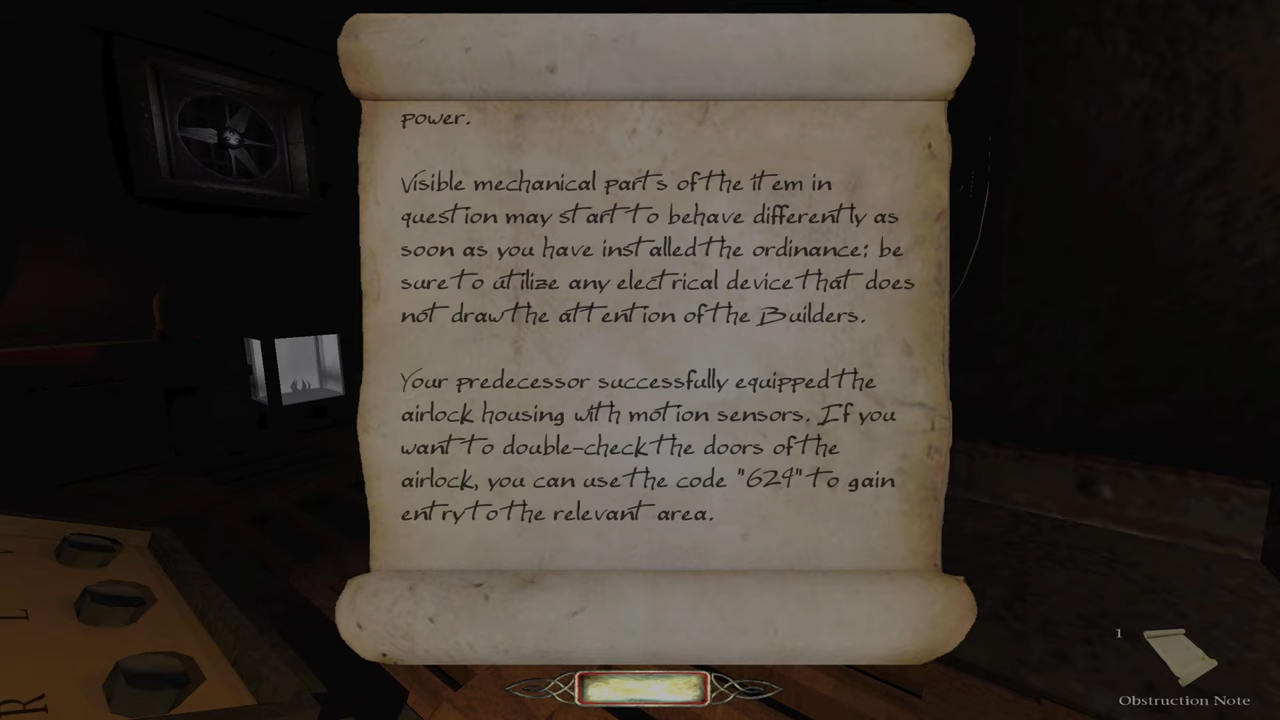 power.
Visible mechanical parts of the item in
question may start to behave differently as
soon as you have installed the ordinance; be
sure to utilize any electrical device that does
not draw the attention of the Builders.
Your predecessor successfully equipped the
airlock housing with motion sensors. If you
want to double-check the doors of the
airlock, you can use the code "629" to gain
entry to the relevant area.
1
Obstruction Note
L
R